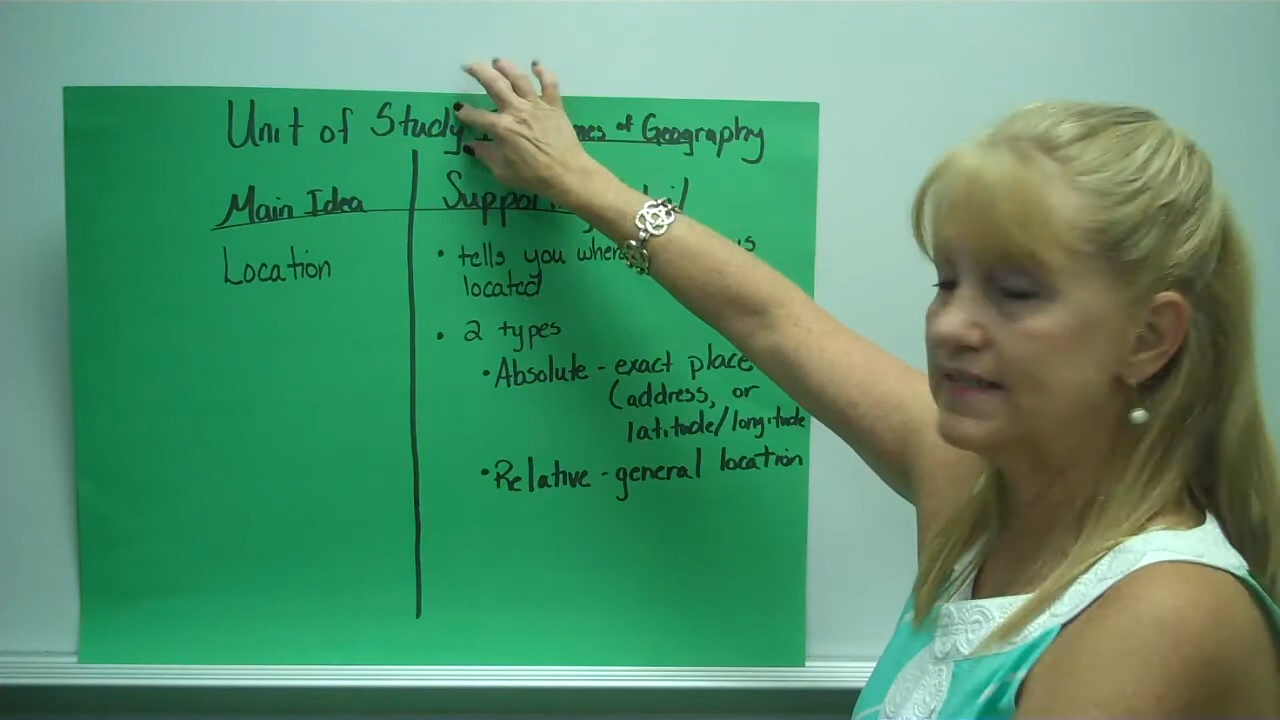 Unit of Study of Geography
Main Idea
Location
• tells you
located
• 2 types
• Absolute - exact place
(address, or
latitude/longitude
• Relative - general location